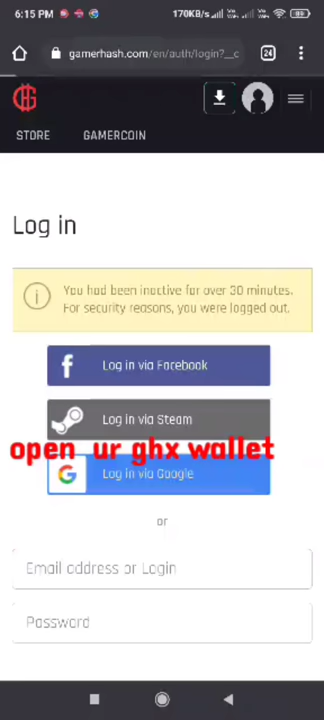 6:15 PM
170KB/s
gamerhash.com/en/auth/login?__c
24
STORE
GAMERCOIN
Log in
You had been inactive for over 30 minutes.
For security reasons, you were logged out.
Log in via Facebook
Log in via Steam
open ur ghx wallet
Log in via Google
or
Email address or Login
Password